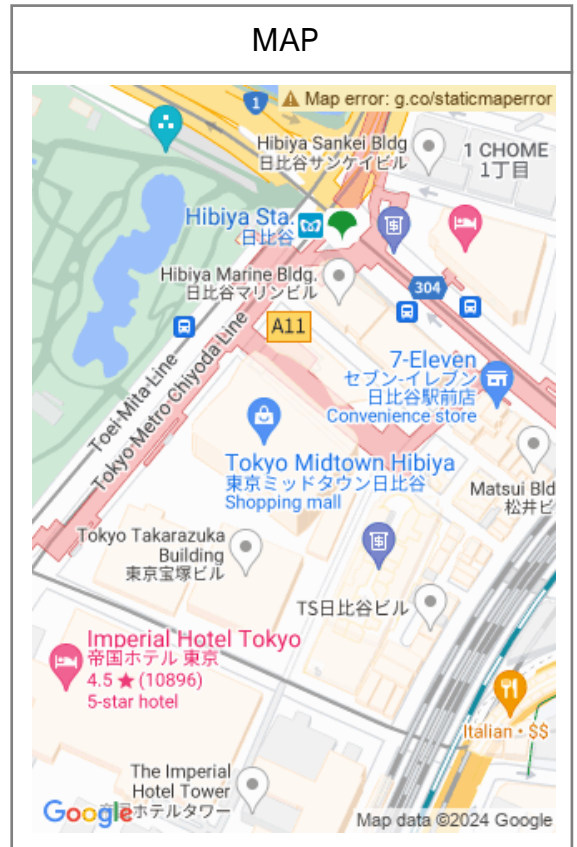 MAP
1
Map error: g.co/staticmaperror
Hibiya Sankei Bldg
日比谷サンケイビル
1 CHOME
1丁目
Hibiya Sta.
日比谷
Hibiya Marine Bldg.
日比谷マリンビル
304
A11
7-Eleven
セブン-イレブン
日比谷駅前店
Convenience store
Toei-Mita-Line
Tokyo Metro Chiyoda Line
Tokyo Midtown Hibiya
東京ミッドタウン日比谷
Shopping mall
Matsui Bld
松井ビ
Tokyo Takarazuka
Building
東京宝塚ビル
TS日比谷ビル
Imperial Hotel Tokyo
帝国ホテル 東京
4.5 ★ (10896)
5-star hotel
Italian • $$
The Imperial
Hotel Tower
ホテルタワー
Google
Map data ©2024 Google